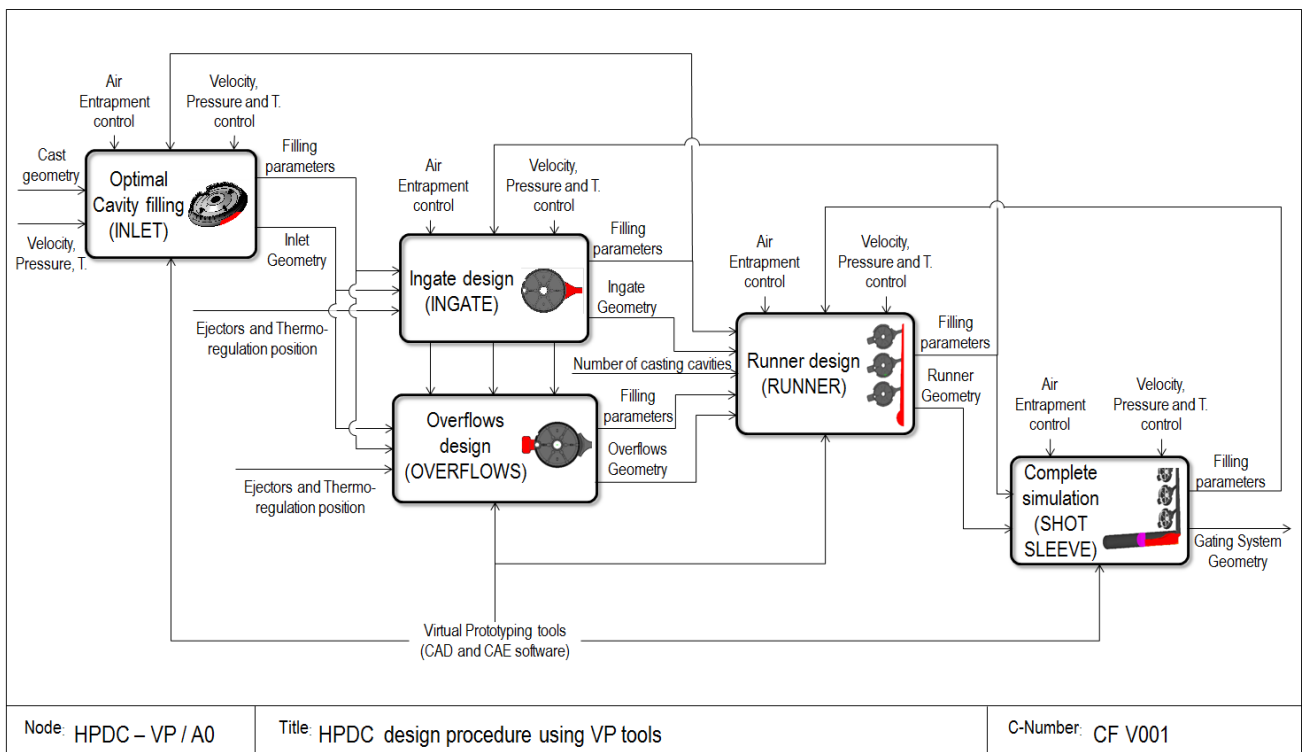 Air
Entrapment
control
Velocity,
Pressure and T.
control
Cast
geometry
Velocity,
Pressure, T.
Optimal
Cavity filling
(INLET)
Filling
parameters
Inlet
Geometry
Air
Entrapment
control
Velocity,
Pressure and T.
control
Ejectors and Thermo-
regulation position
Ingate design
(INGATE)
Filling
parameters
Ingate
Geometry
Number of casting cavities
Ejectors and Thermo-
regulation position
Overflows
design
(OVERFLOWS)
Filling
parameters
Overflows
Geometry
Air
Entrapment
control
Velocity,
Pressure and T.
control
Runner design
(RUNNER)
Filling
parameters
Runner
Geometry
Air
Entrapment
control
Velocity,
Pressure and T.
control
Complete
simulation
(SHOT
SLEEVE)
Filling
parameters
Gating System
Geometry
Virtual Prototyping tools
(CAD and CAE software)
Node: HPDC – VP / A0
Title: HPDC design procedure using VP tools
C-Number: CF V001